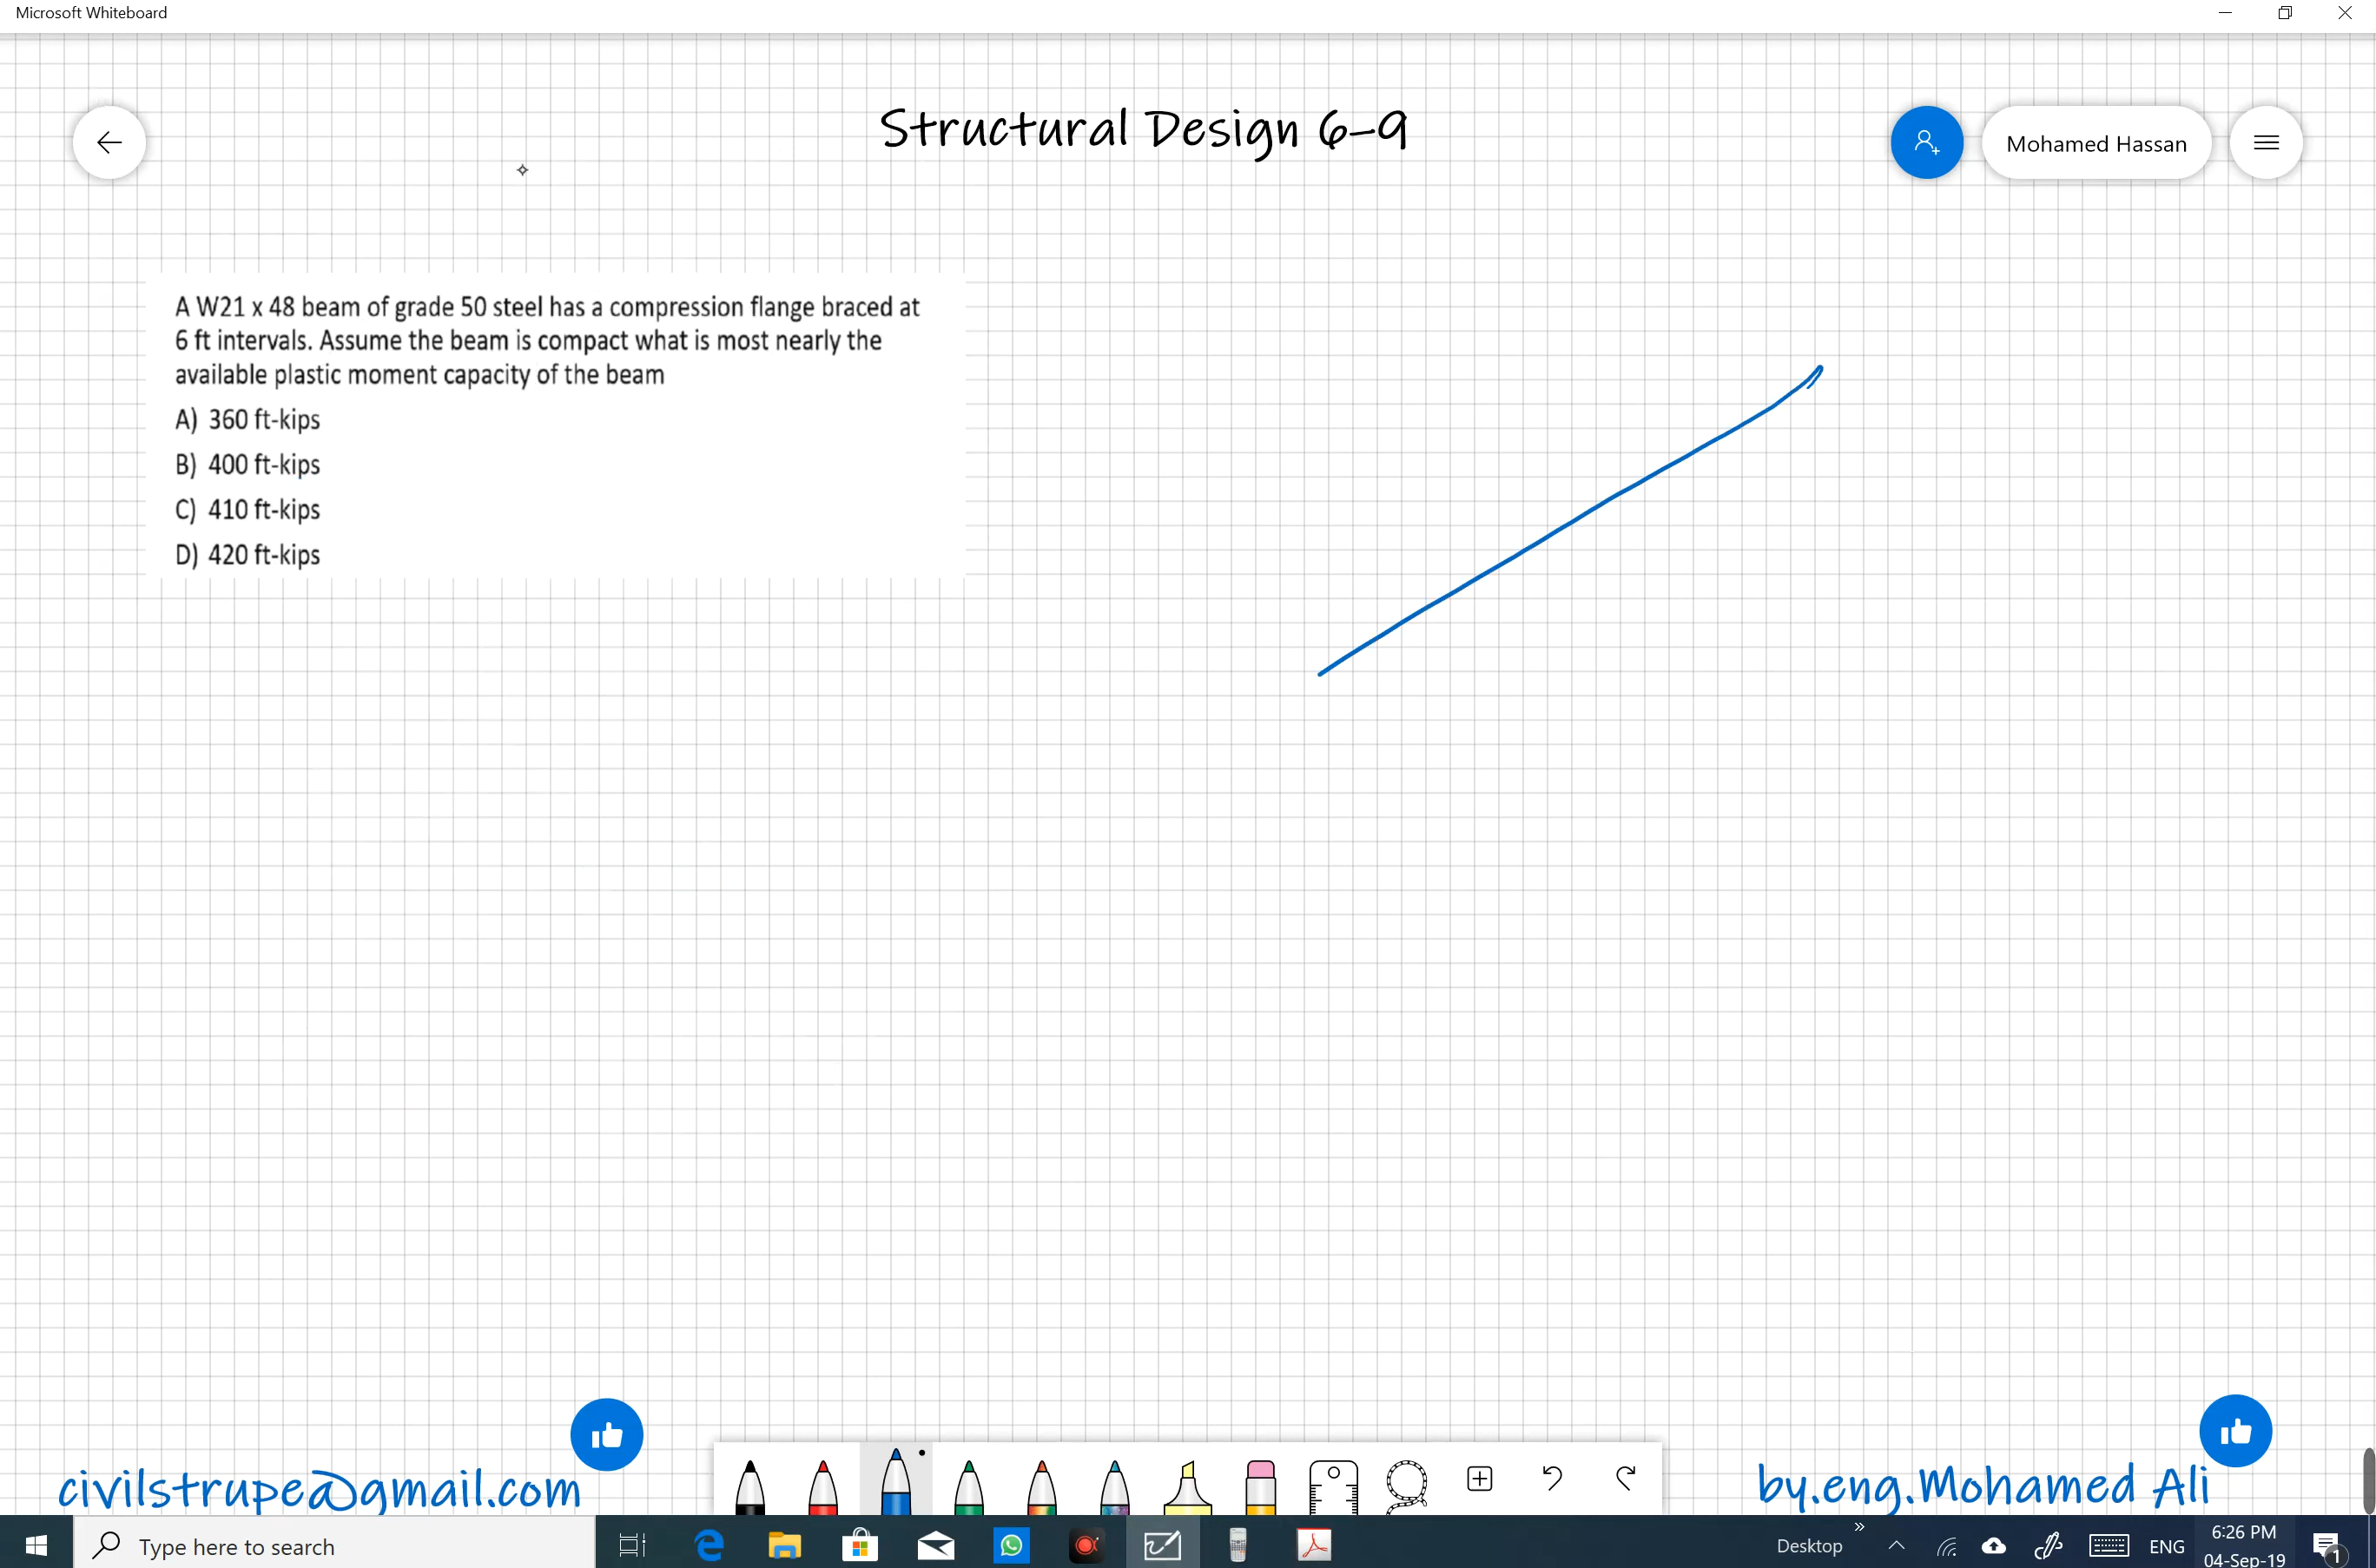 Microsoft Whiteboard
Structural Design 6-9
Mohamed Hassan
A W21 x 48 beam of grade 50 steel has a compression flange braced at
6 ft intervals. Assume the beam is compact what is most nearly the
available plastic moment capacity of the beam
A) 360 ft-kips
B) 400 ft-kips
C) 410 ft-kips
D) 420 ft-kips
civilstrupe@gmail.com
by.eng.Mohamed Ali
Type here to search
Desktop
ENG
6:26 PM
04-Sep-19
1